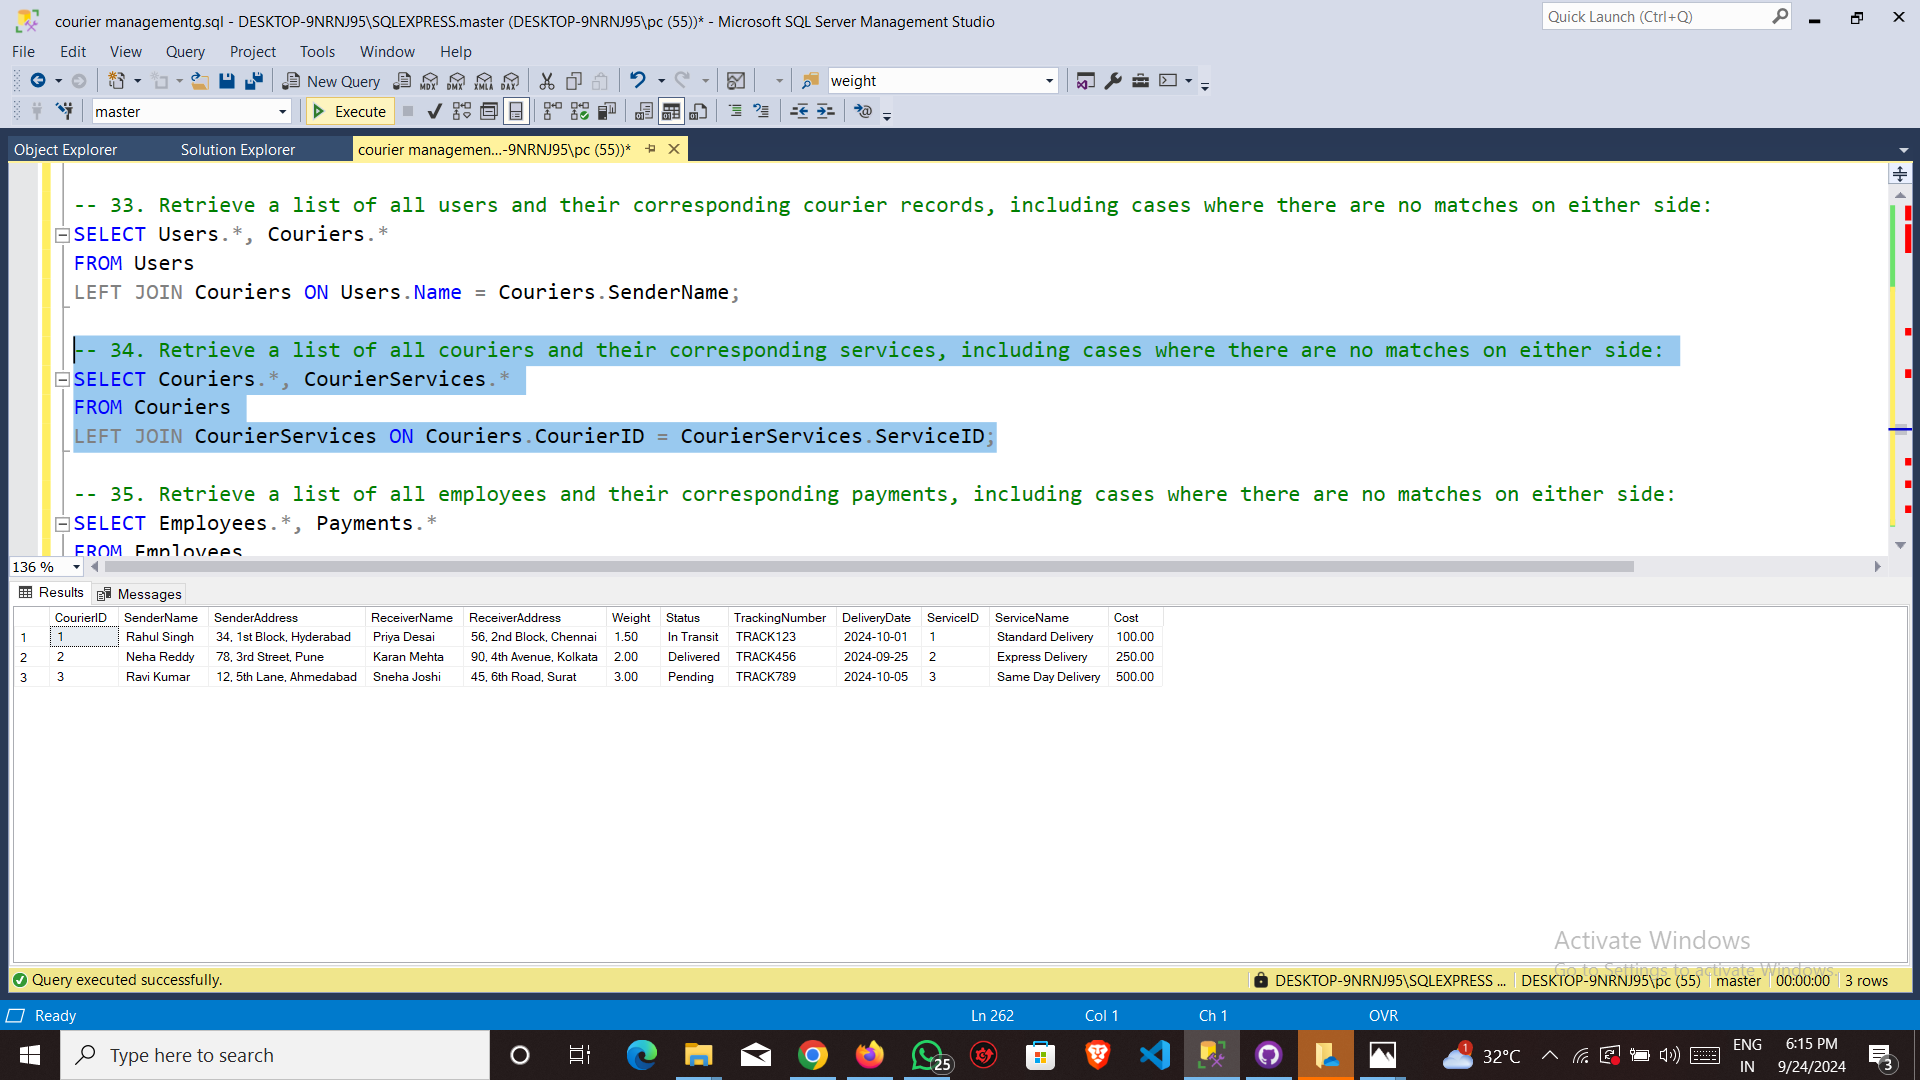 courier managementg.sql - DESKTOP-9NRNJ95\SQLEXPRESS.master (DESKTOP-9NRNJ95\pc (55))* - Microsoft SQL Server Management Studio
Quick Launch (Ctrl+Q)
File Edit View Query Project Tools Window Help
New Query MDX DMX XMLA DAX weight
master Execute
Object Explorer Solution Explorer courier managemen...-9NRNJ95\pc (55))*
-- 33. Retrieve a list of all users and their corresponding courier records, including cases where there are no matches on either side:
SELECT Users.*, Couriers.*
FROM Users
LEFT JOIN Couriers ON Users.Name = Couriers.SenderName;
-- 34. Retrieve a list of all couriers and their corresponding services, including cases where there are no matches on either side:
SELECT Couriers.*, CourierServices.*
FROM Couriers
LEFT JOIN CourierServices ON Couriers.CourierID = CourierServices.ServiceID;
-- 35. Retrieve a list of all employees and their corresponding payments, including cases where there are no matches on either side:
SELECT Employees.*, Payments.*
FROM Employees
136 %
Results Messages
CourierID SenderName SenderAddress ReceiverName ReceiverAddress Weight Status TrackingNumber DeliveryDate ServiceID ServiceName Cost
1 1 Rahul Singh 34, 1st Block, Hyderabad Priya Desai 56, 2nd Block, Chennai 1.50 In Transit TRACK123 2024-10-01 1 Standard Delivery 100.00
2 2 Neha Reddy 78, 3rd Street, Pune Karan Mehta 90, 4th Avenue, Kolkata 2.00 Delivered TRACK456 2024-09-25 2 Express Delivery 250.00
3 3 Ravi Kumar 12, 5th Lane, Ahmedabad Sneha Joshi 45, 6th Road, Surat 3.00 Pending TRACK789 2024-10-05 3 Same Day Delivery 500.00
Activate Windows
Go to Settings to activate Windows.
Query executed successfully. DESKTOP-9NRNJ95\SQLEXPRESS ... DESKTOP-9NRNJ95\pc (55) master 00:00:00 3 rows
Ready Ln 262 Col 1 Ch 1 OVR
Type here to search 25 1 32°C ENG IN 6:15 PM 9/24/2024 3